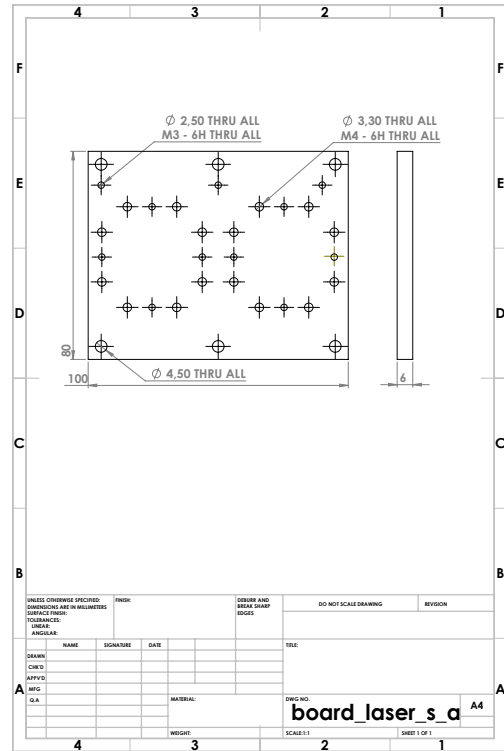 4 3 2 1
F F
∅ 2,50 THRU ALL
M3 - 6H THRU ALL
∅ 3,30 THRU ALL
M4 - 6H THRU ALL
E E
D D
80
100
∅ 4,50 THRU ALL
6
C C
B B
UNLESS OTHERWISE SPECIFIED:
DIMENSIONS ARE IN MILLIMETERS
SURFACE FINISH:
TOLERANCES:
LINEAR:
ANGULAR:
FINISH:
DEBURR AND
BREAK SHARP
EDGES
DO NOT SCALE DRAWING
REVISION
NAME SIGNATURE DATE
TITLE:
DRAWN
CHK'D
APPV'D
MFG
Q.A
MATERIAL:
DWG NO.
board_laser_s_a
A4
A A
WEIGHT:
SCALE:1:1
SHEET 1 OF 1
4 3 2 1